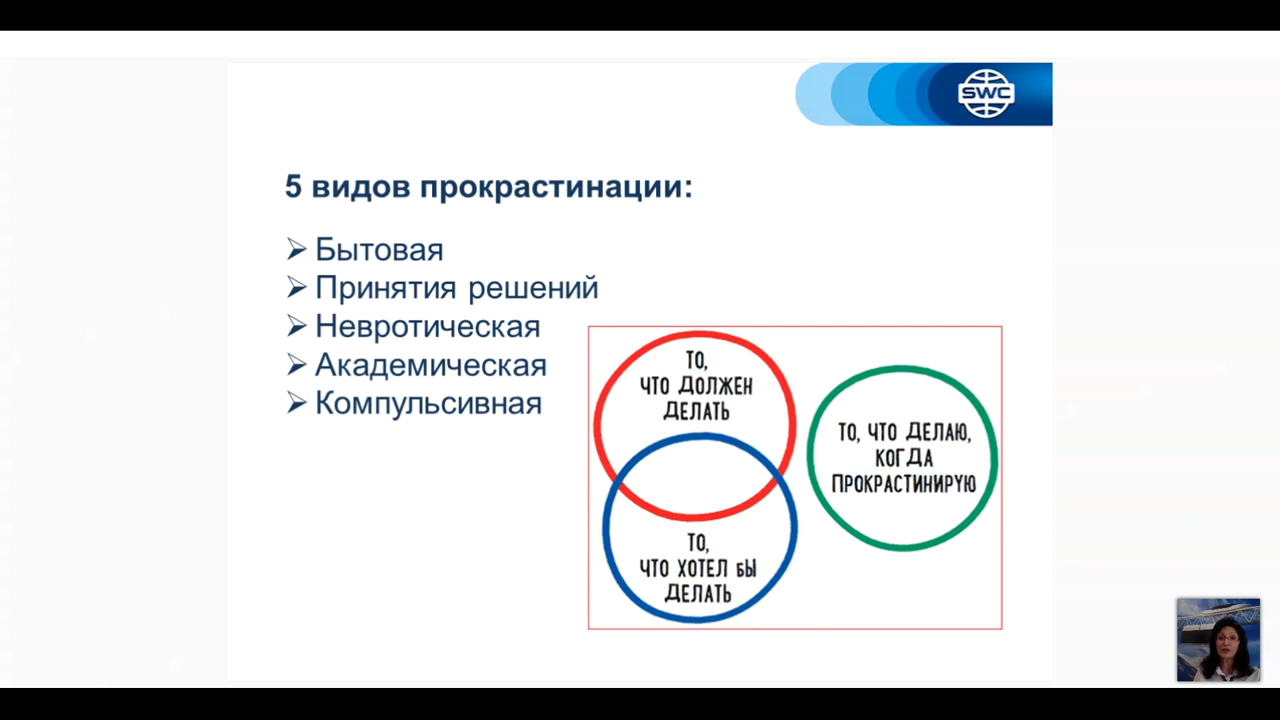 SWC
5 видов прокрастинации:
Бытовая
Принятия решений
Невротическая
Академическая
Компульсивная
ТО,
ЧТО ДОЛЖЕН
ДЕЛАТЬ
ТО,
ЧТО ХОТЕЛ бЫ
ДЕЛАТЬ
ТО, ЧТО ДЕЛАЮ,
КОГДА
ПРОКРАСТИНИРУЮ